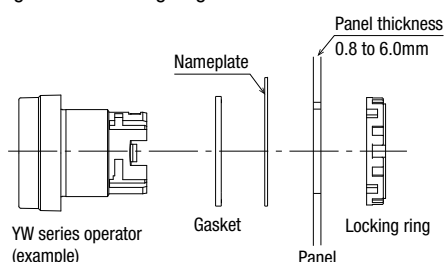 Panel thickness
0.8 to 6.0mm
Nameplate
Gasket
Locking ring
YW series operator
(example)
Panel